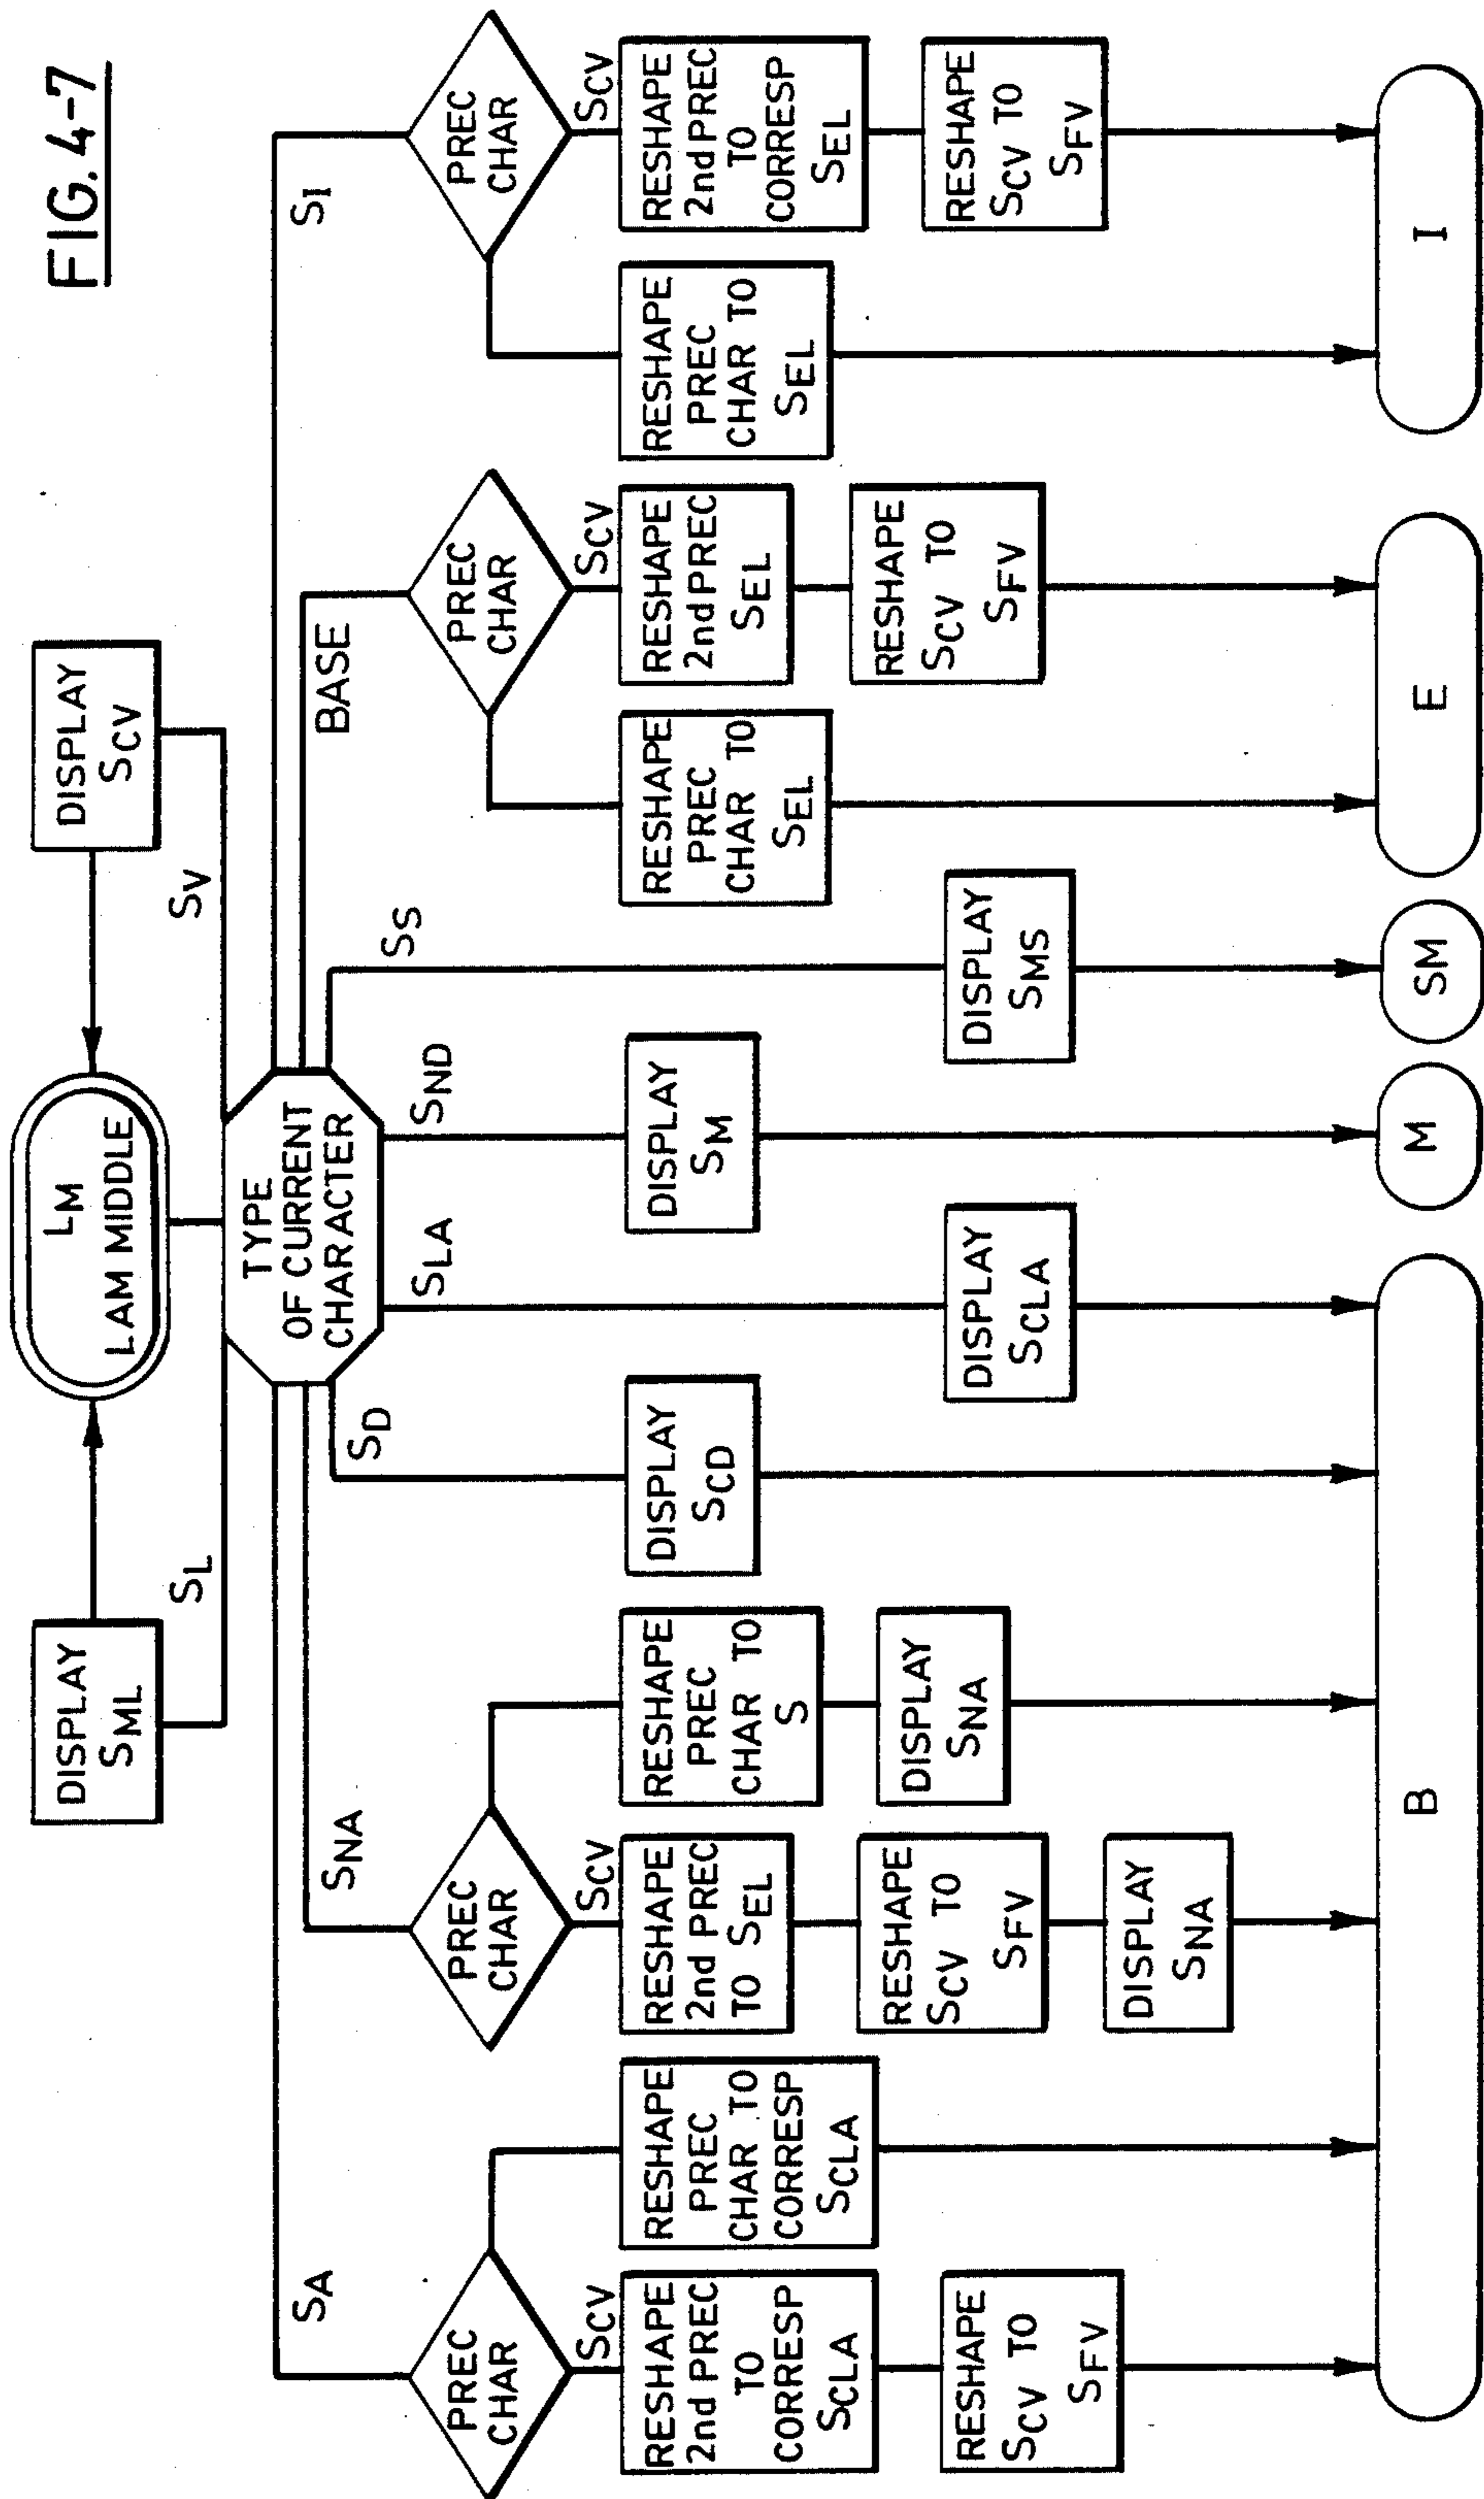 FIG. 4-7
DISPLAY
SML
LM
LAM MIDDLE
DISPLAY
SCV
SL
SV
TYPE
OF CURRENT
CHARACTER
SA
SNA
SD
SLA
SND
SS
BASE
SI
PREC
CHAR
PREC
CHAR
PREC
CHAR
PREC
CHAR
SCV
SCV
SCV
SCV
RESHAPE
2nd PREC
TO
CORRESP
SCLA
RESHAPE
PREC
CHAR TO
CORRESP
SCLA
RESHAPE
2nd PREC
TO SEL
RESHAPE
PREC
CHAR TO
S
DISPLAY
SCD
DISPLAY
SM
RESHAPE
PREC
CHAR TO
SEL
RESHAPE
2nd PREC
SEL
RESHAPE
PREC
CHAR TO
SEL
RESHAPE
2nd PREC
TO
CORRESP
SEL
RESHAPE
SCV TO
SFV
RESHAPE
SCV TO
SFV
DISPLAY
SNA
DISPLAY
SCLA
DISPLAY
SMS
RESHAPE
SCV TO
SFV
RESHAPE
SCV TO
SFV
DISPLAY
SNA
B
M
SM
E
I